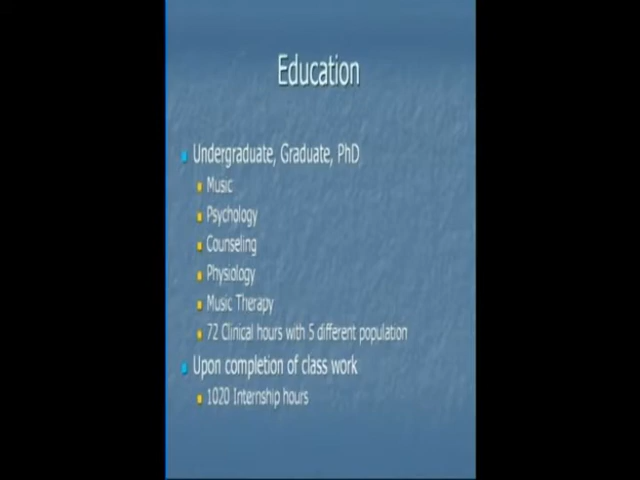 Education
Undergraduate, Graduate, PhD
Music
Psychology
Counseling
Physiology
Music Therapy
72 Clinical hours with 5 different population
Upon completion of class work
1020 Internship hours